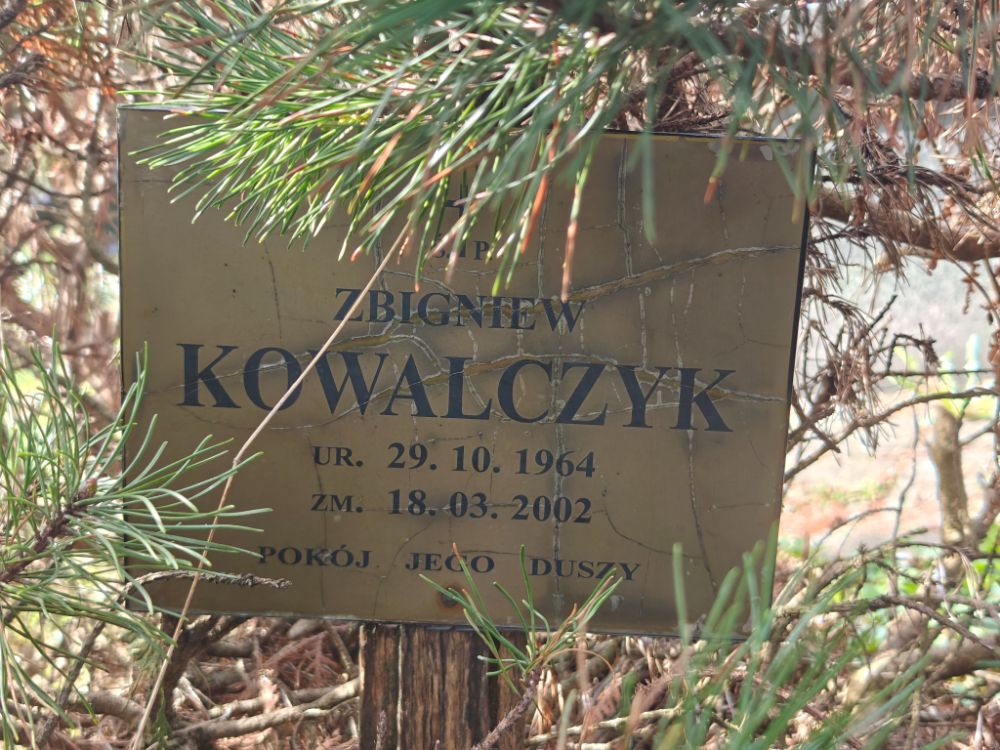 Ś. P.
ZBIGNIEW
KOWALCZYK
UR. 29. 10. 1964
ZM. 18. 03. 2002
POKÓJ JEGO DUSZY